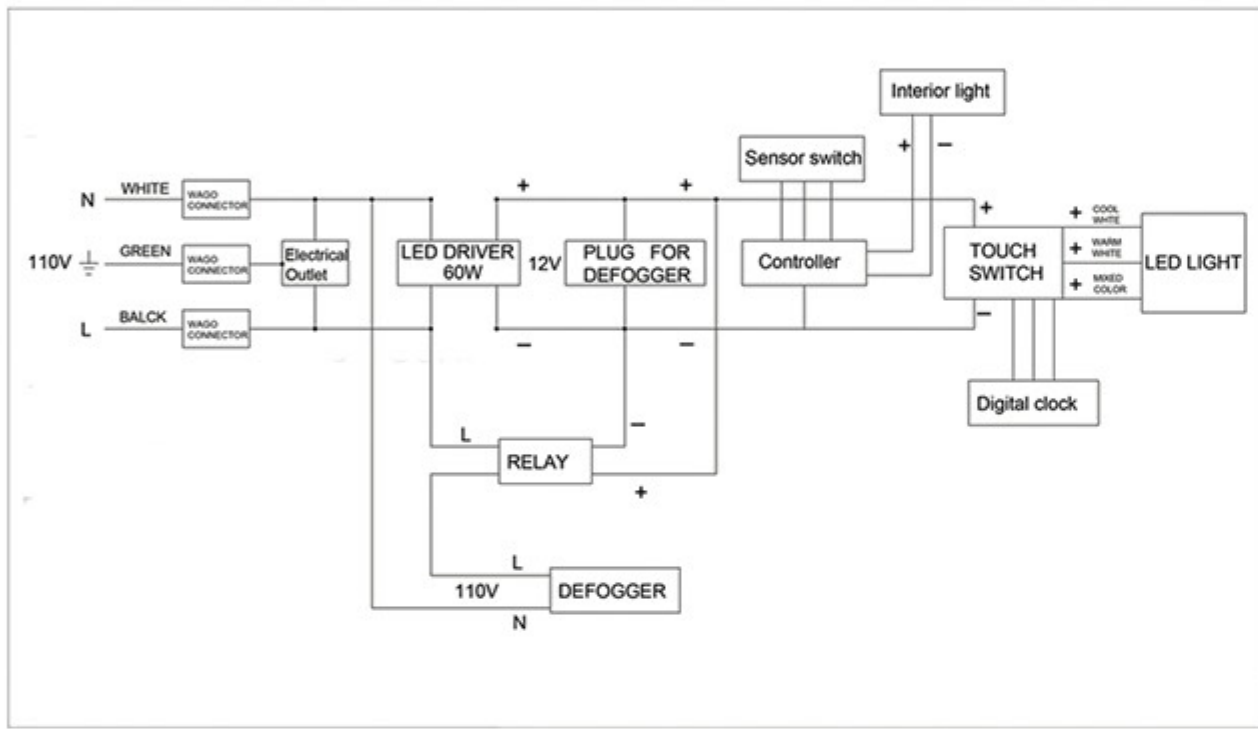 Interior light
+
−
Sensor switch
N
WHITE
WAGO
CONNECTOR
+
+
+
110V
GREEN
WAGO
CONNECTOR
Electrical
Outlet
LED DRIVER
60W
12V
PLUG FOR
DEFOGGER
Controller
TOUCH
SWITCH
+
COOL
WHTE
+
WARM
WHITE
+
MIXED
COLOR
LED LIGHT
L
BALCK
WAGO
CONNECTOR
−
−
−
Digital clock
L
−
RELAY
+
L
110V
DEFOGGER
N